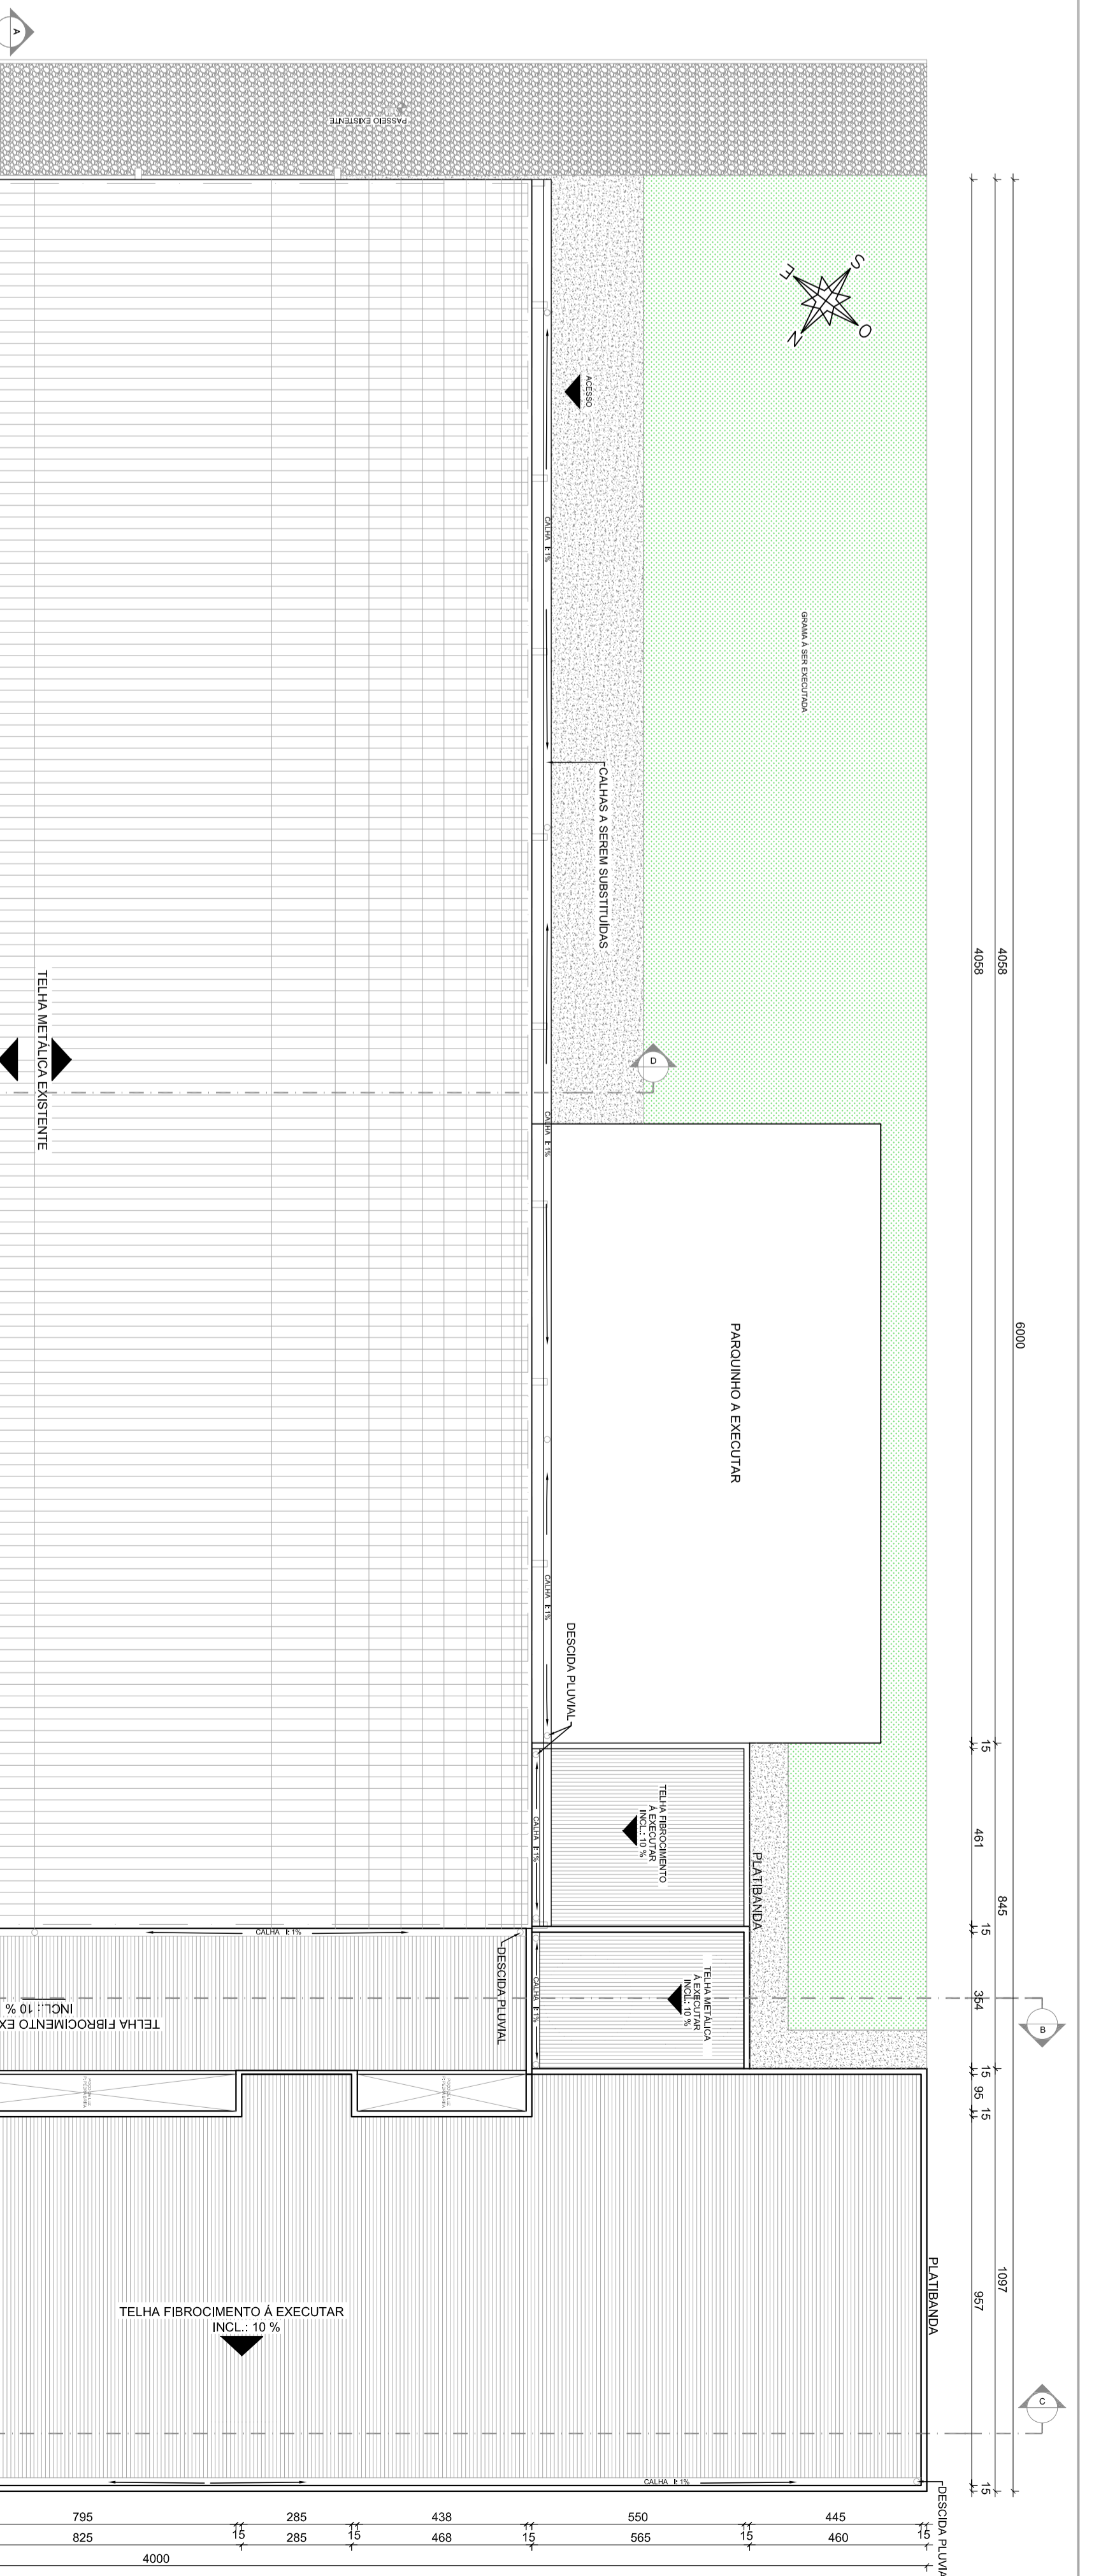 A
PASSEIO EXISTENTE
S
E
O
N
ACESSO
CALHA I: 1%
GRAMA A SER EXECUTADA
CALHAS A SEREM SUBSTITUÍDAS
4058
4058
6000
TELHA METÁLICA EXISTENTE
D
CALHA I: 1%
PARQUINHO A EXECUTAR
CALHA I: 1%
DESCIDA PLUVIAL
15
TELHA FIBROCIMENTO
Á EXECUTAR
INCL.: 10 %
CALHA I: 1%
PLATIBANDA
461
845
15
CALHA I: 1%
DESCIDA PLUVIAL
TELHA METÁLICA
Á EXECUTAR
INCL.: 10 %
CALHA I: 1%
354
B
TELHA FIBROCIMENTO EX
INCL.: 10 %
15
95
15
1097
957
PLATIBANDA
TELHA FIBROCIMENTO Á EXECUTAR
INCL.: 10 %
C
CALHA I: 1%
15
DESCIDA PLUVIA
795
285
438
550
445
825
15
285
15
468
15
565
15
460
15
4000